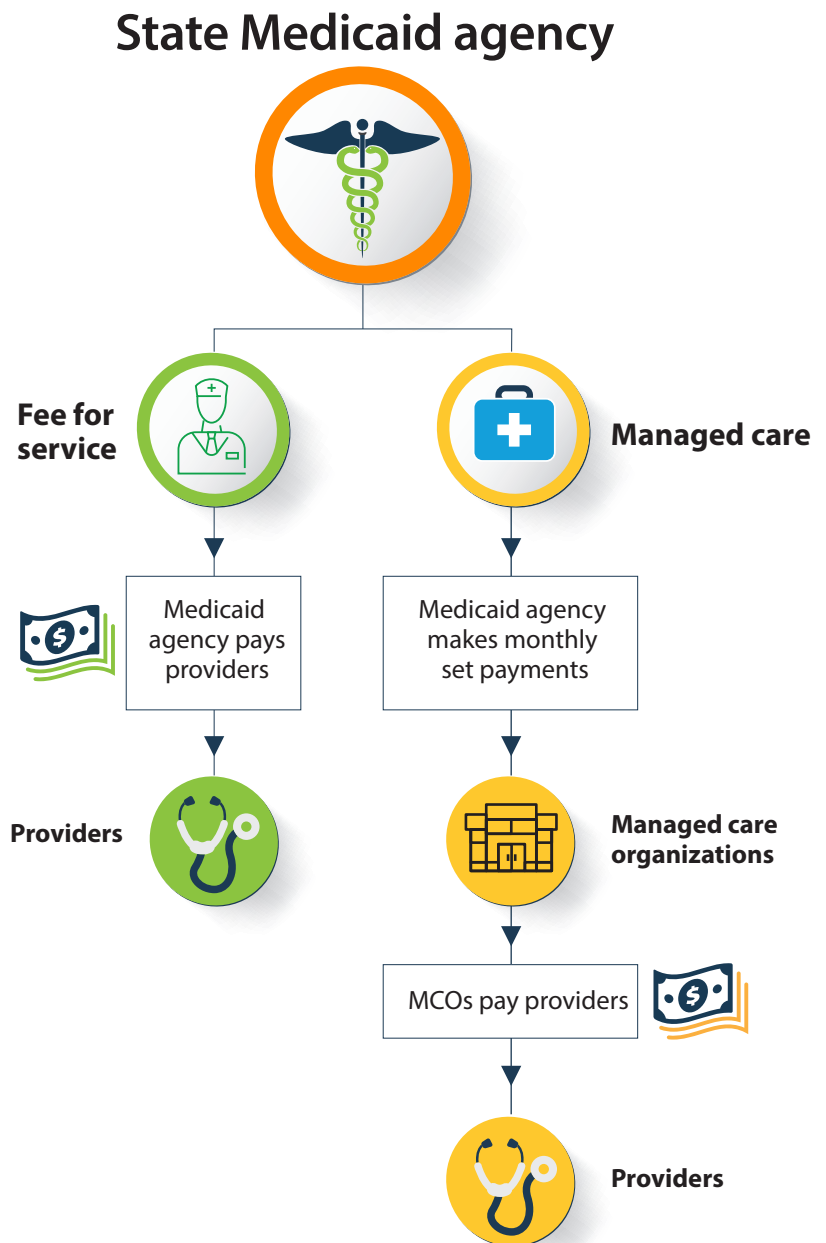 State Medicaid agency
Fee for
service
Managed care
Medicaid
agency pays
providers
Medicaid agency
makes monthly
set payments
$
Providers
Managed care
organizations
MCOs pay providers
$
Providers